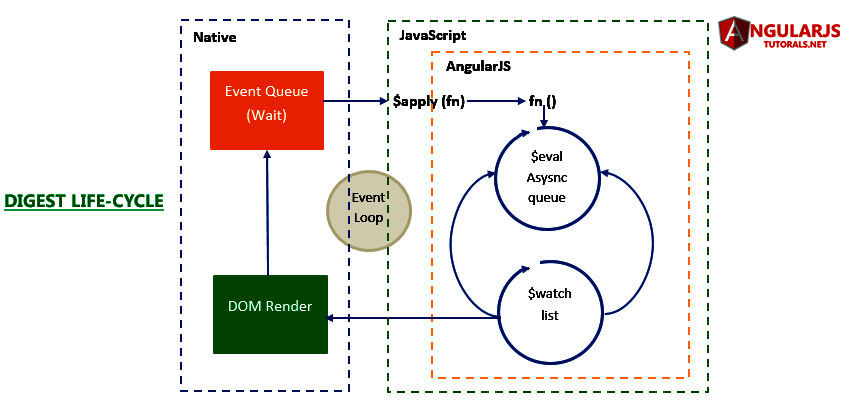 DIGEST LIFE-CYCLE
Native
Event Queue
(Wait)
DOM Render
Event
Loop
JavaScript
AngularJS
$apply (fn)
fn ()
$eval
Asysnc
queue
$watch
list
A
NGULARJS
TUTORALS.NET